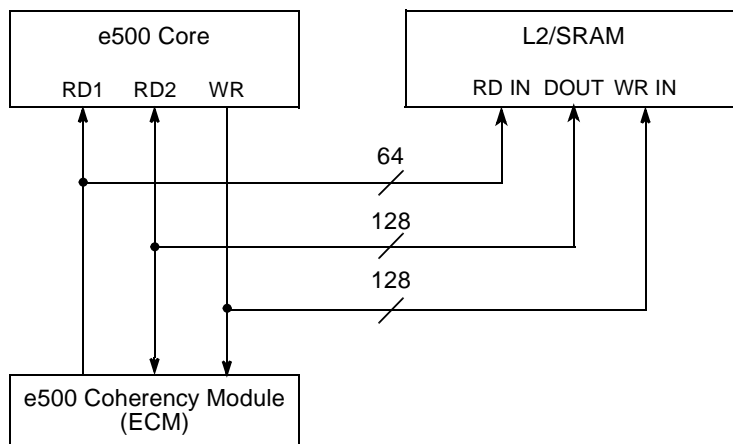 e500 Core
L2/SRAM
RD1 RD2 WR
RD IN DOUT WR IN
64
128
128
e500 Coherency Module
(ECM)